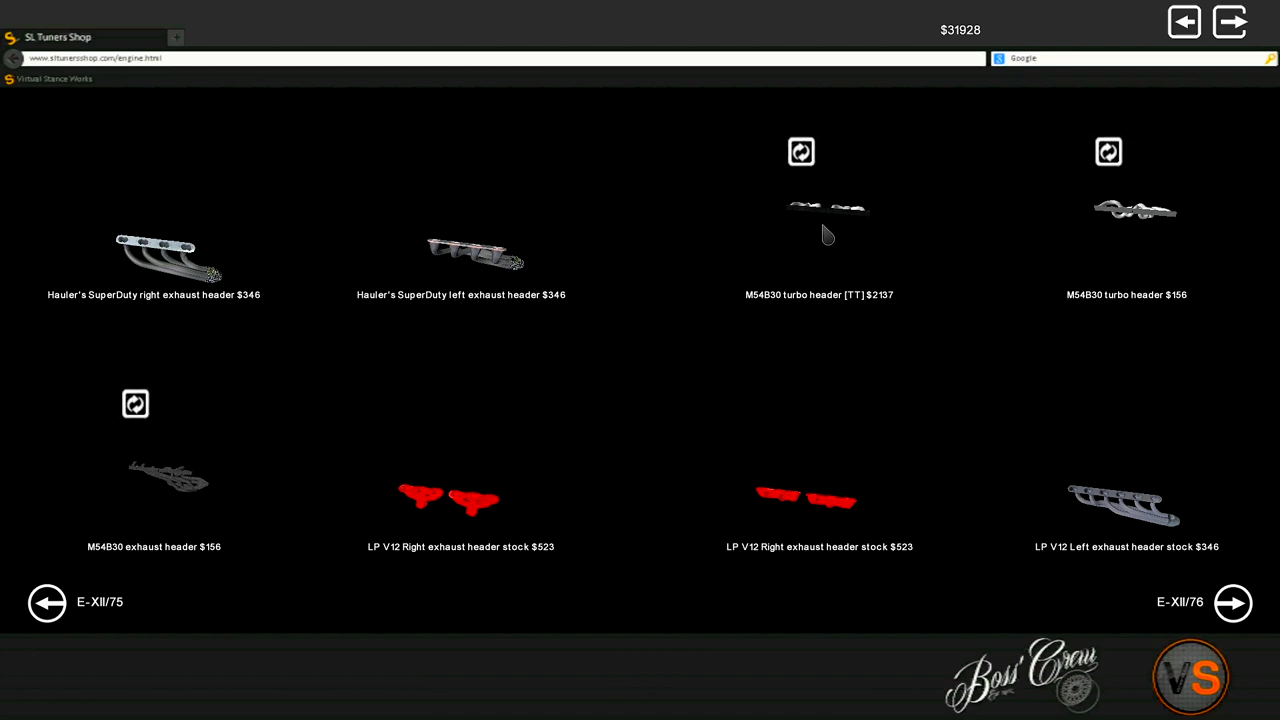 $31928
SL Tuners Shop
www.sltunersshop.com/engine.html
Google
Virtual Stance Works
Hauler's SuperDuty right exhaust header $346
Hauler's SuperDuty left exhaust header $346
M54B30 turbo header [TT] $2137
M54B30 turbo header $156
M54B30 exhaust header $156
LP V12 Right exhaust header stock $523
LP V12 Right exhaust header stock $523
LP V12 Left exhaust header stock $346
E-XII/75
E-XII/76
Boss' Crew
VS